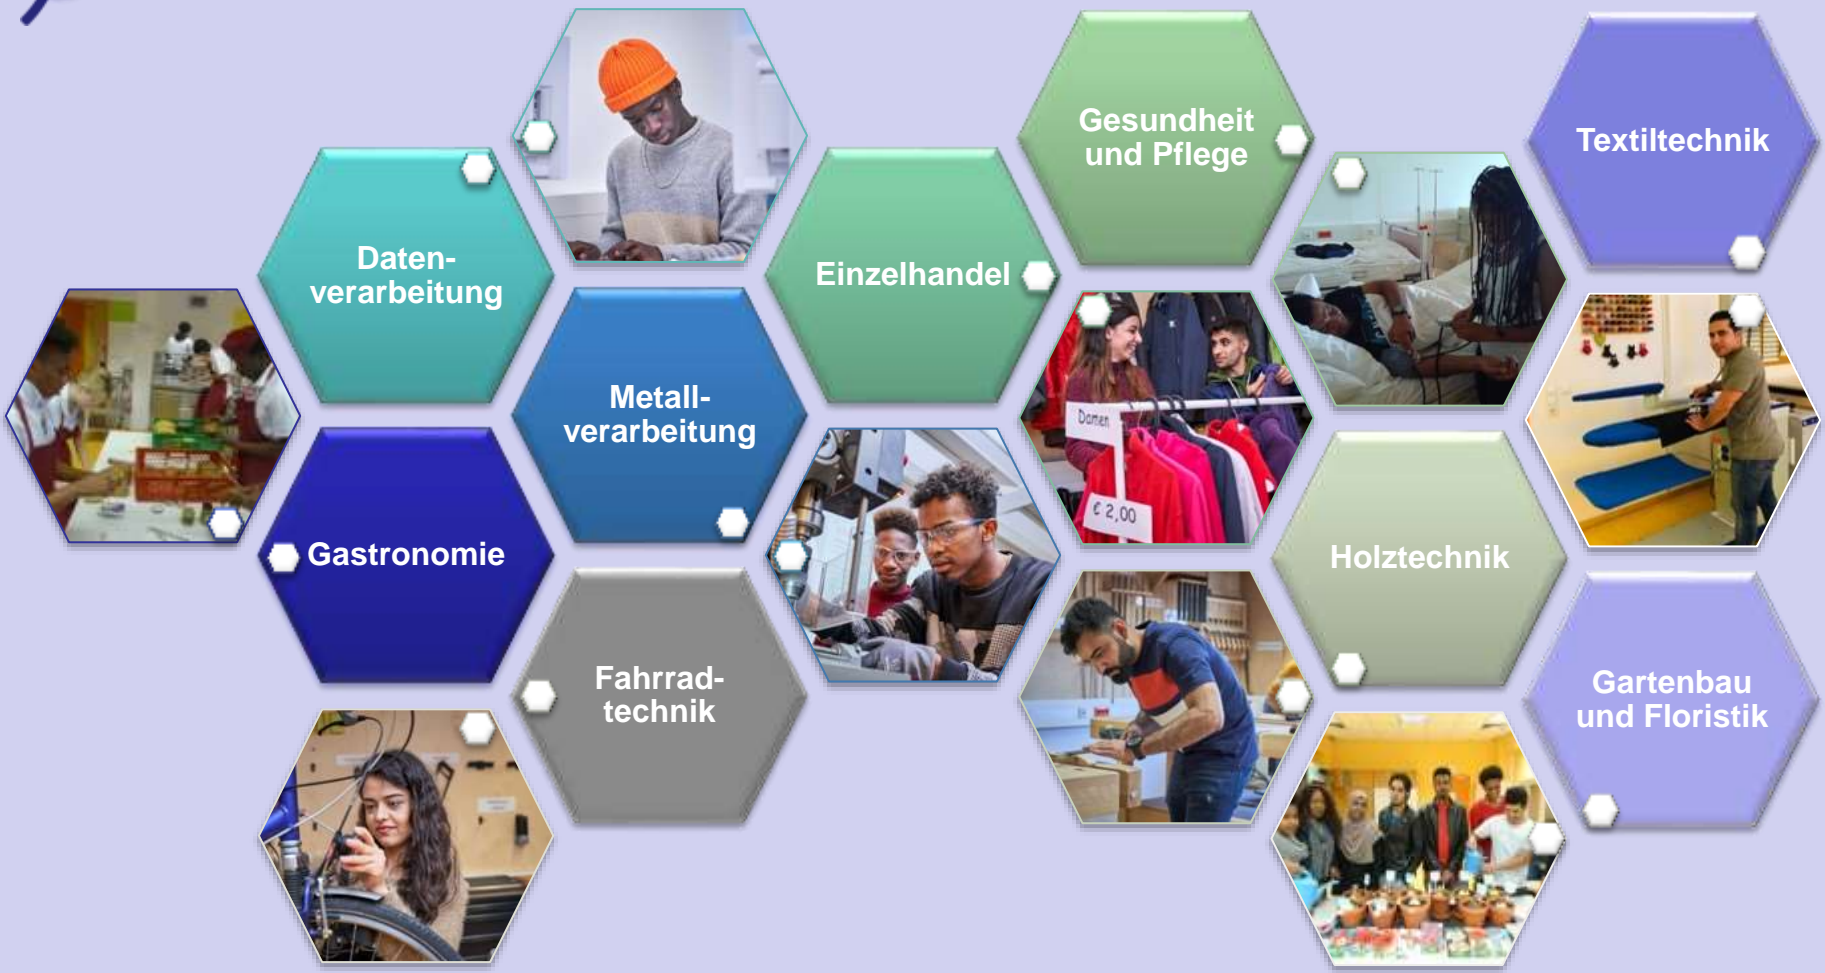 Gesundheit
und Pflege
Textiltechnik
Daten-
verarbeitung
Einzelhandel
Metall-
verarbeitung
Damen
€ 2,00
Gastronomie
Holztechnik
Fahrrad-
technik
Gartenbau
und Floristik